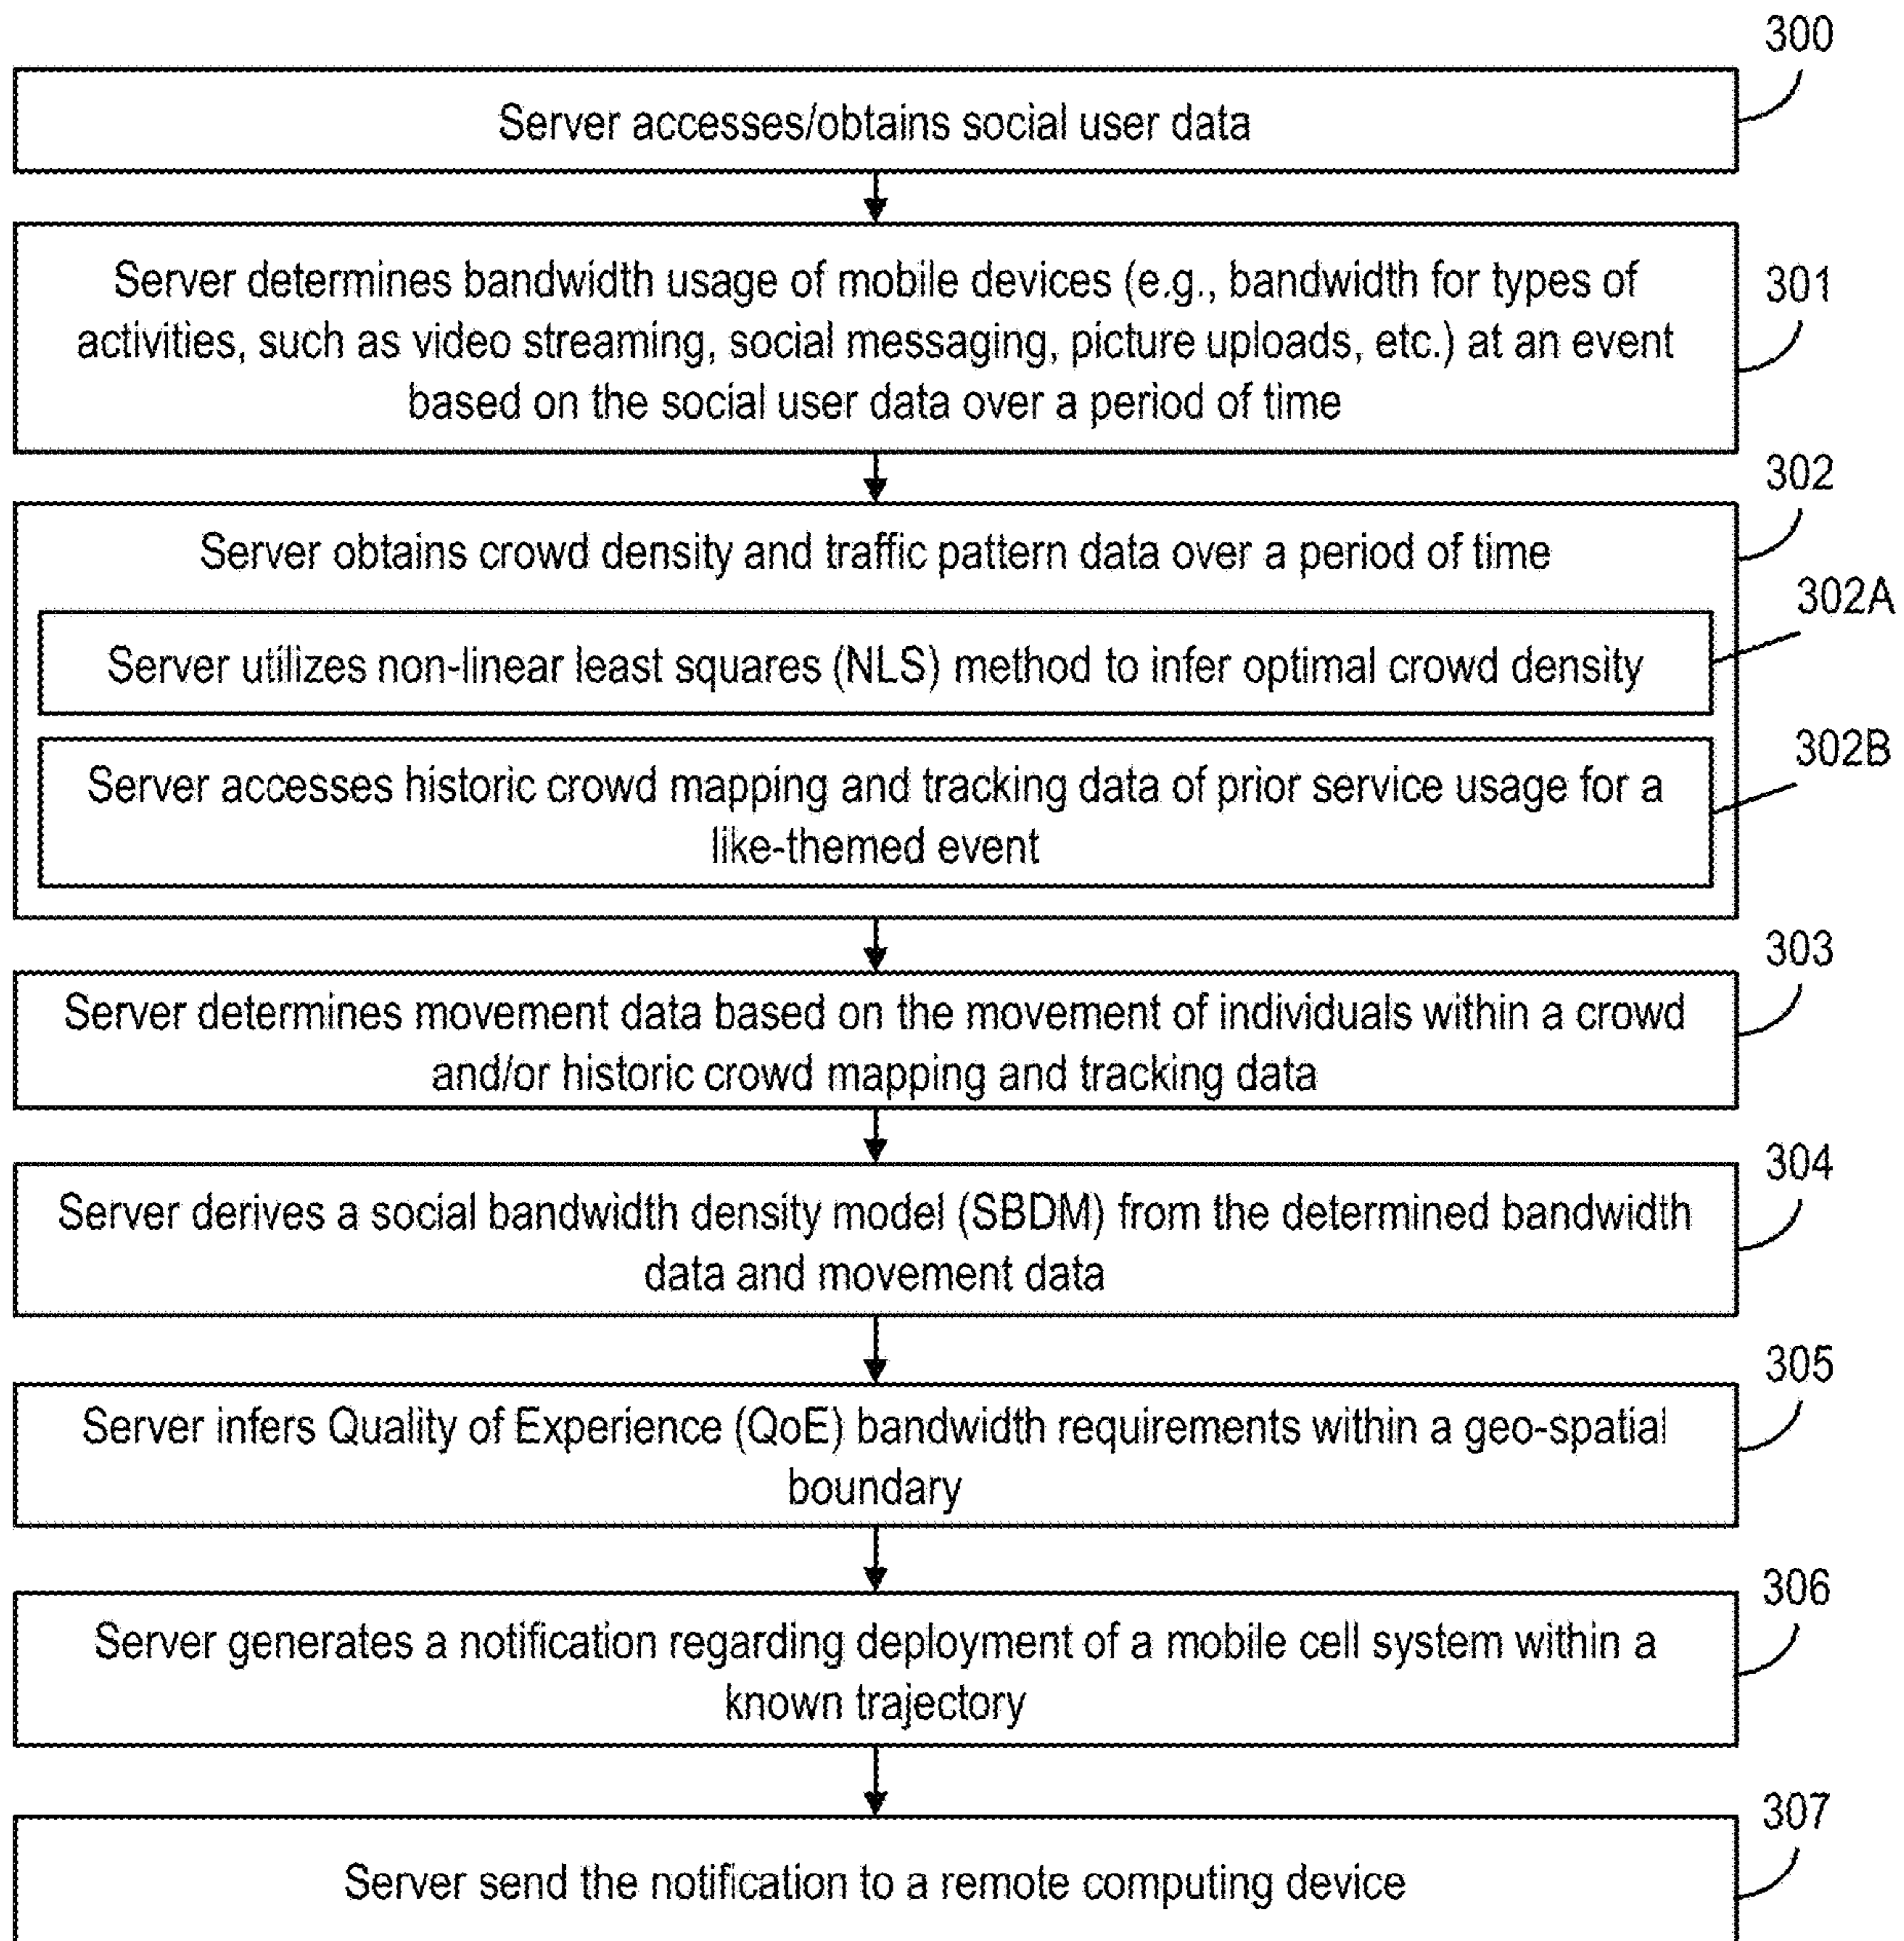 300
Server accesses/obtains social user data
Server determines bandwidth usage of mobile devices (e.g., bandwidth for types of
activities, such as video streaming, social messaging, picture uploads, etc.) at an event
based on the social user data over a period of time
301
302
Server obtains crowd density and traffic pattern data over a period of time
302A
Server utilizes non-linear least squares (NLS) method to infer optimal crowd density
302B
Server accesses historic crowd mapping and tracking data of prior service usage for a
like-themed event
303
Server determines movement data based on the movement of individuals within a crowd
and/or historic crowd mapping and tracking data
304
Server derives a social bandwidth density model (SBDM) from the determined bandwidth
data and movement data
305
Server infers Quality of Experience (QoE) bandwidth requirements within a geo-spatial
boundary
306
Server generates a notification regarding deployment of a mobile cell system within a
known trajectory
307
Server send the notification to a remote computing device